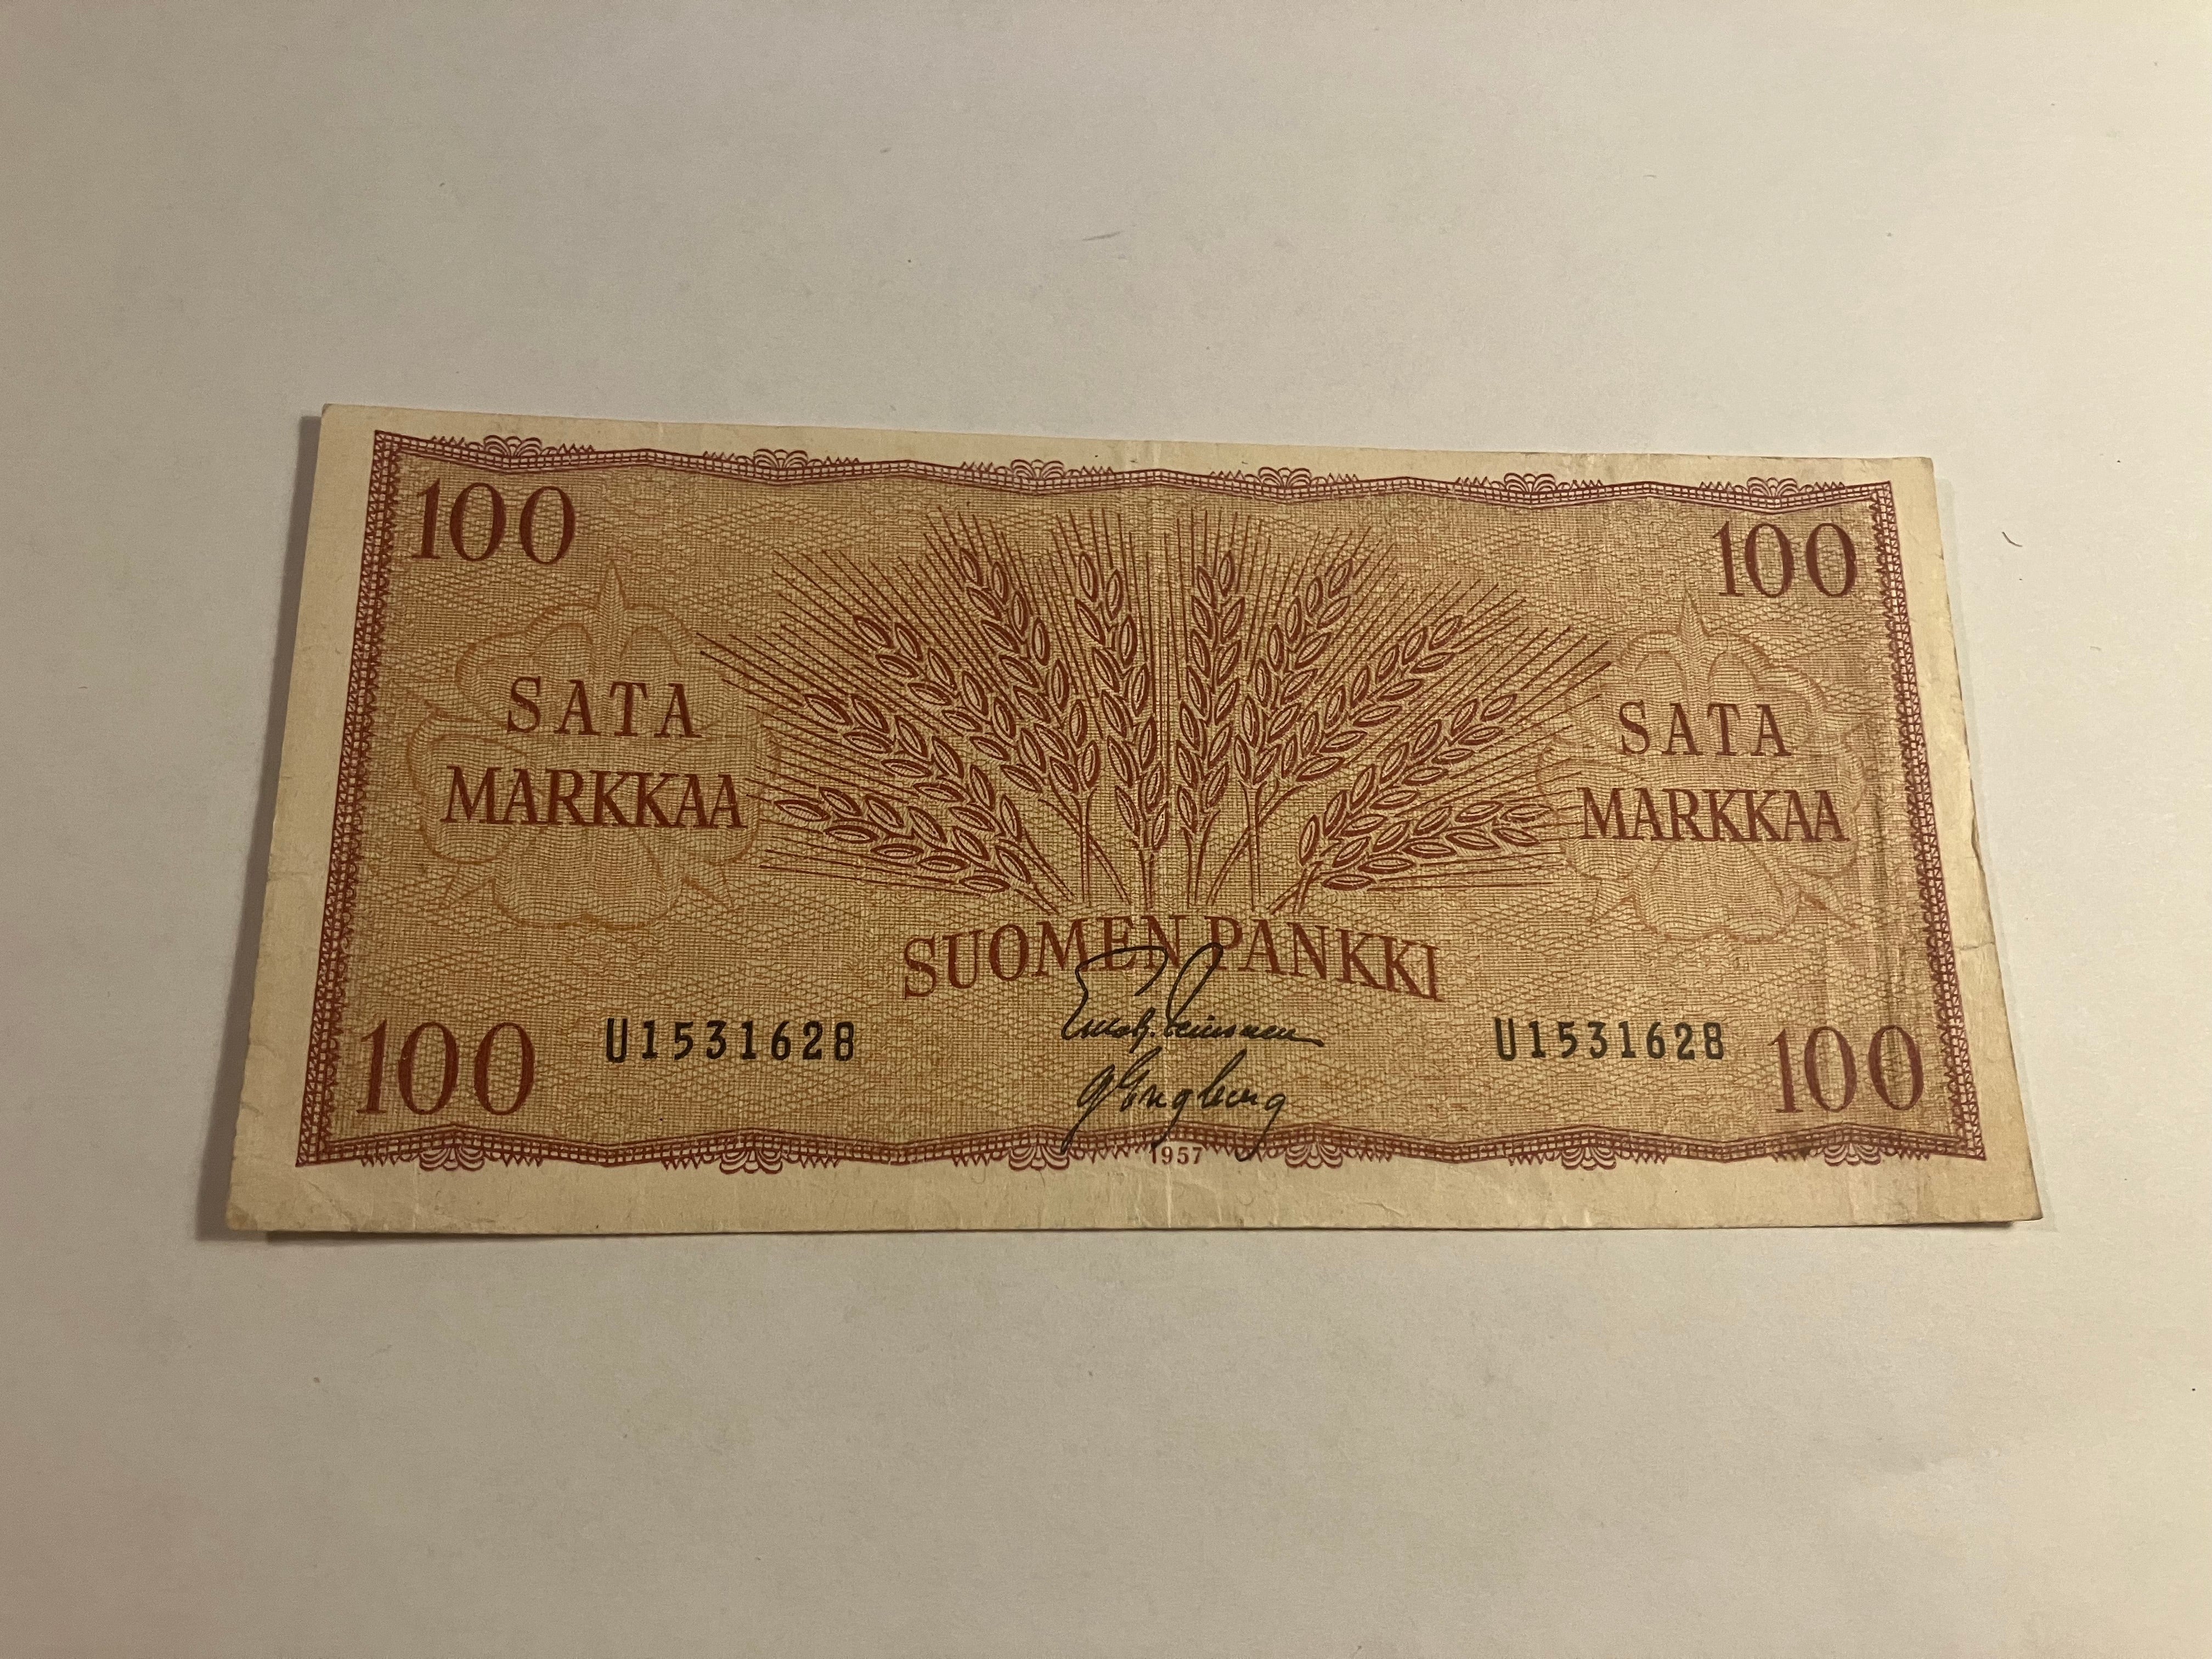 100
100
SATA
MARKKAA
SATA
MARKKAA
SUOMEN PANKKI
U1531628
U1531628
100
100
1957